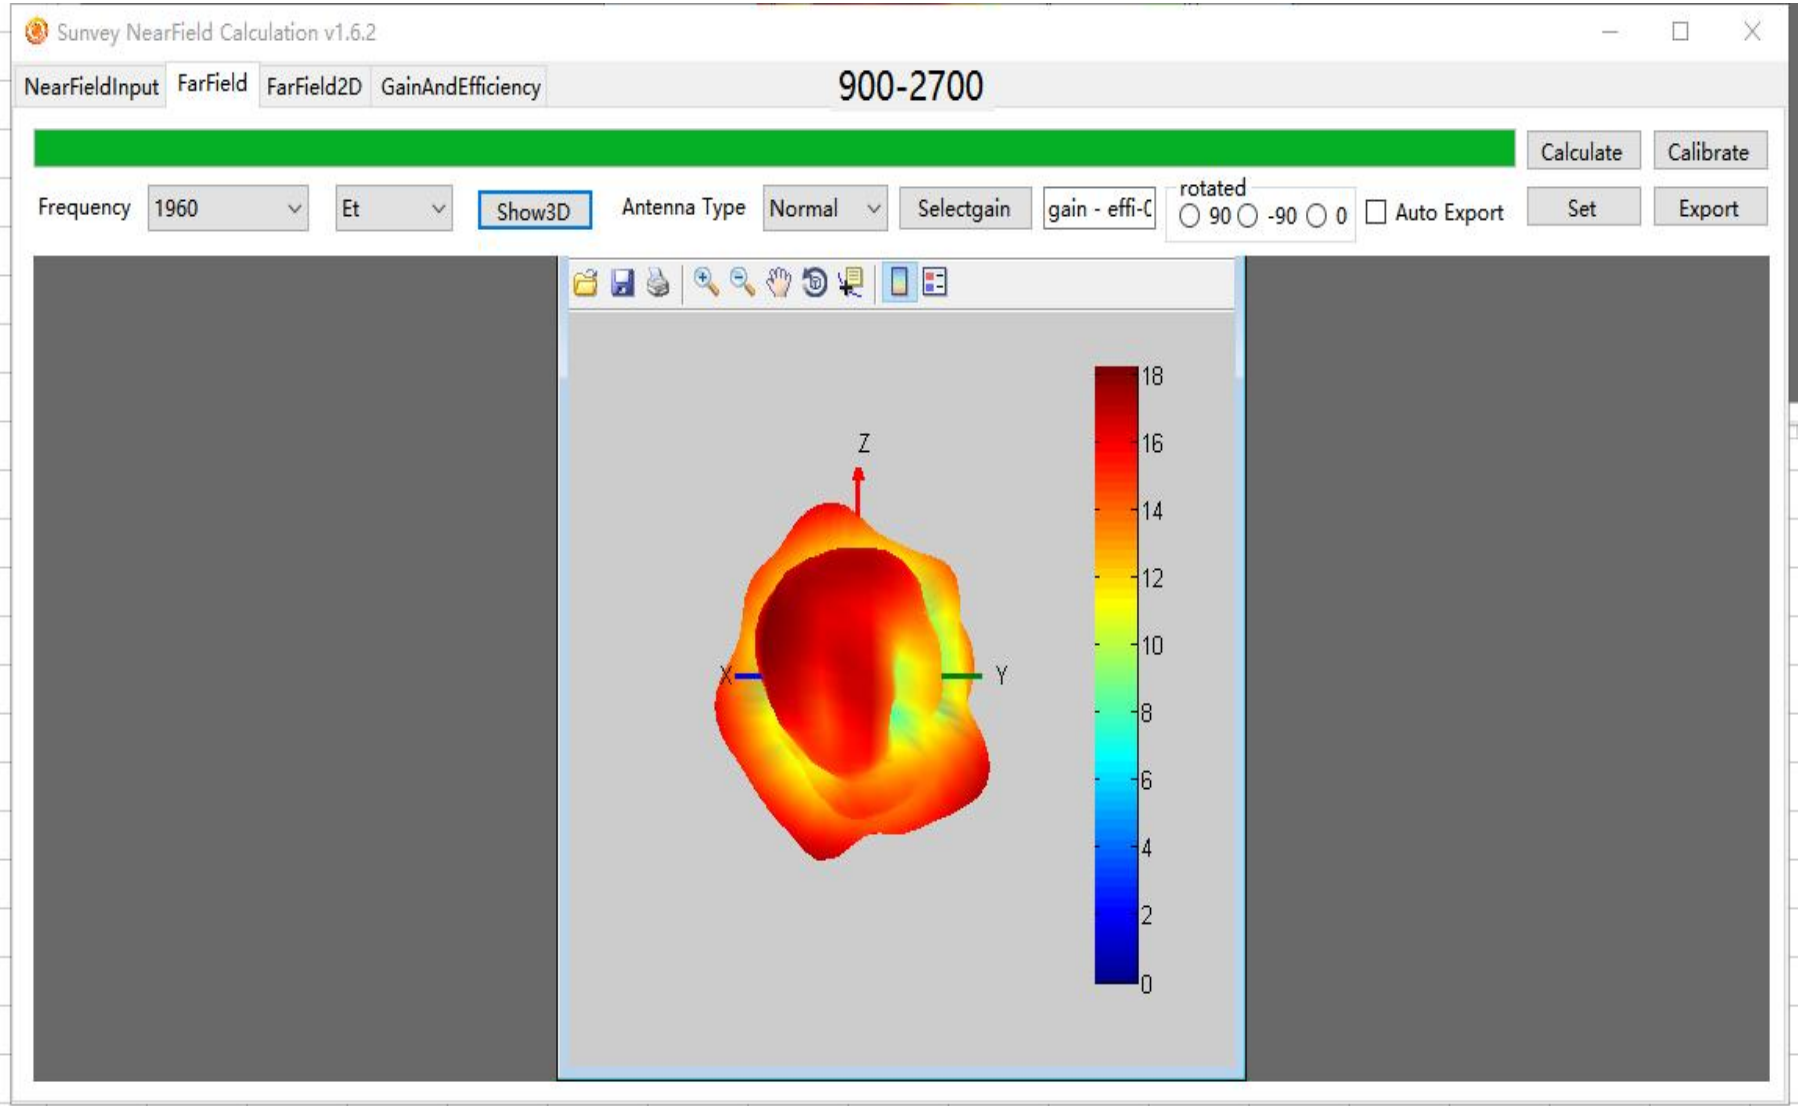 Sunvey NearField Calculation v1.6.2
NearFieldInput FarField FarField2D GainAndEfficiency 900-2700
Calculate Calibrate
Frequency 1960 Et Show3D Antenna Type Normal Selectgain gain - effi-C rotated 90 -90 0 Auto Export Set Export
18
Z
16
14
12
10
X Y
8
6
4
2
0